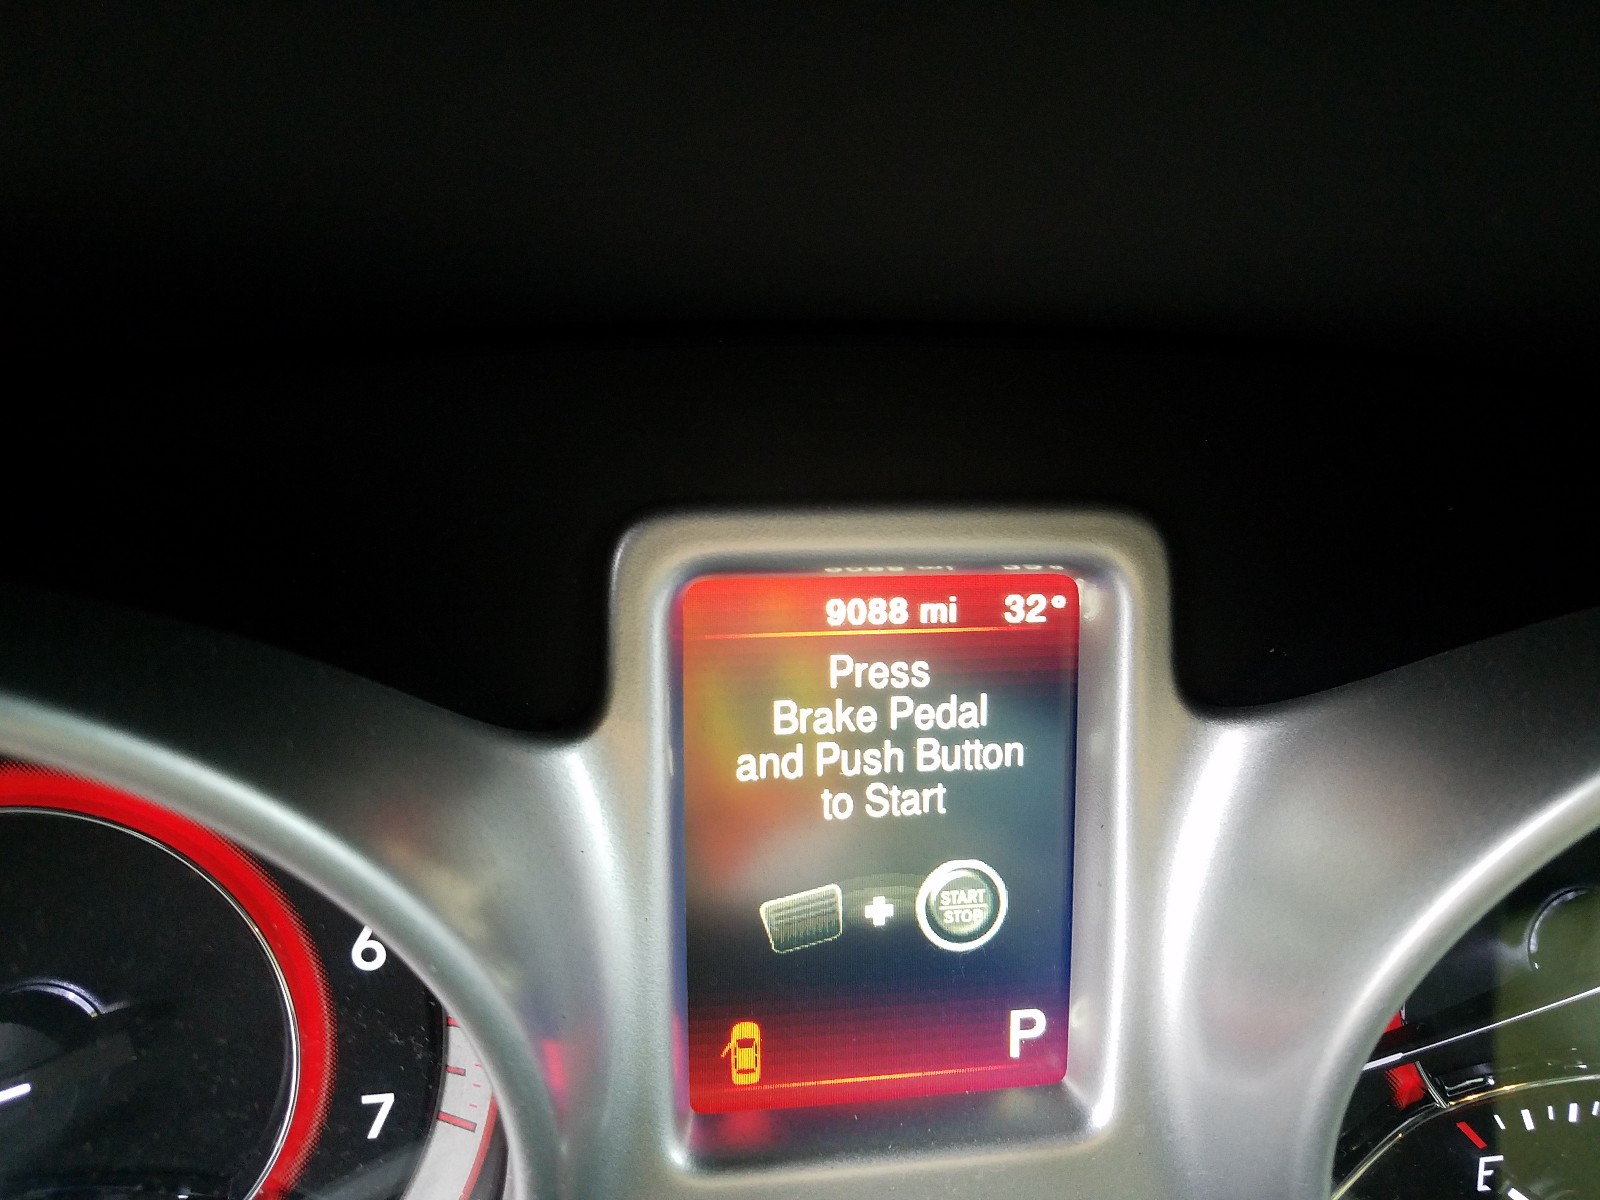 9088 mi 32°
Press
Brake Pedal
and Push Button
to Start
START
STOP
P
6
7
E